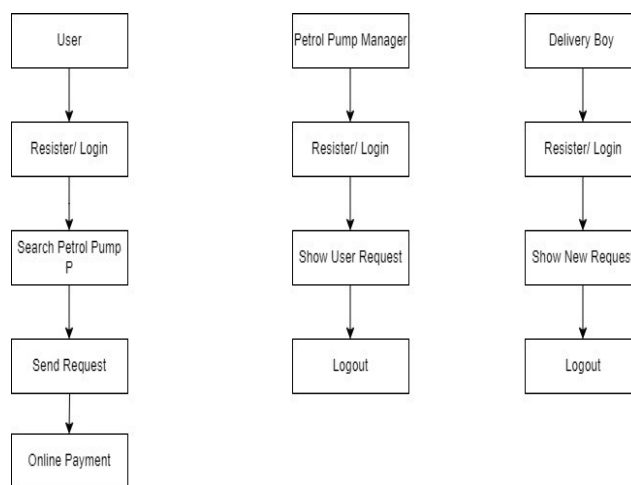 User
Resister/ Login
Search Petrol Pump
P
Send Request
Online Payment
Petrol Pump Manager
Resister/ Login
Show User Request
Logout
Delivery Boy
Resister/ Login
Show New Request
Logout